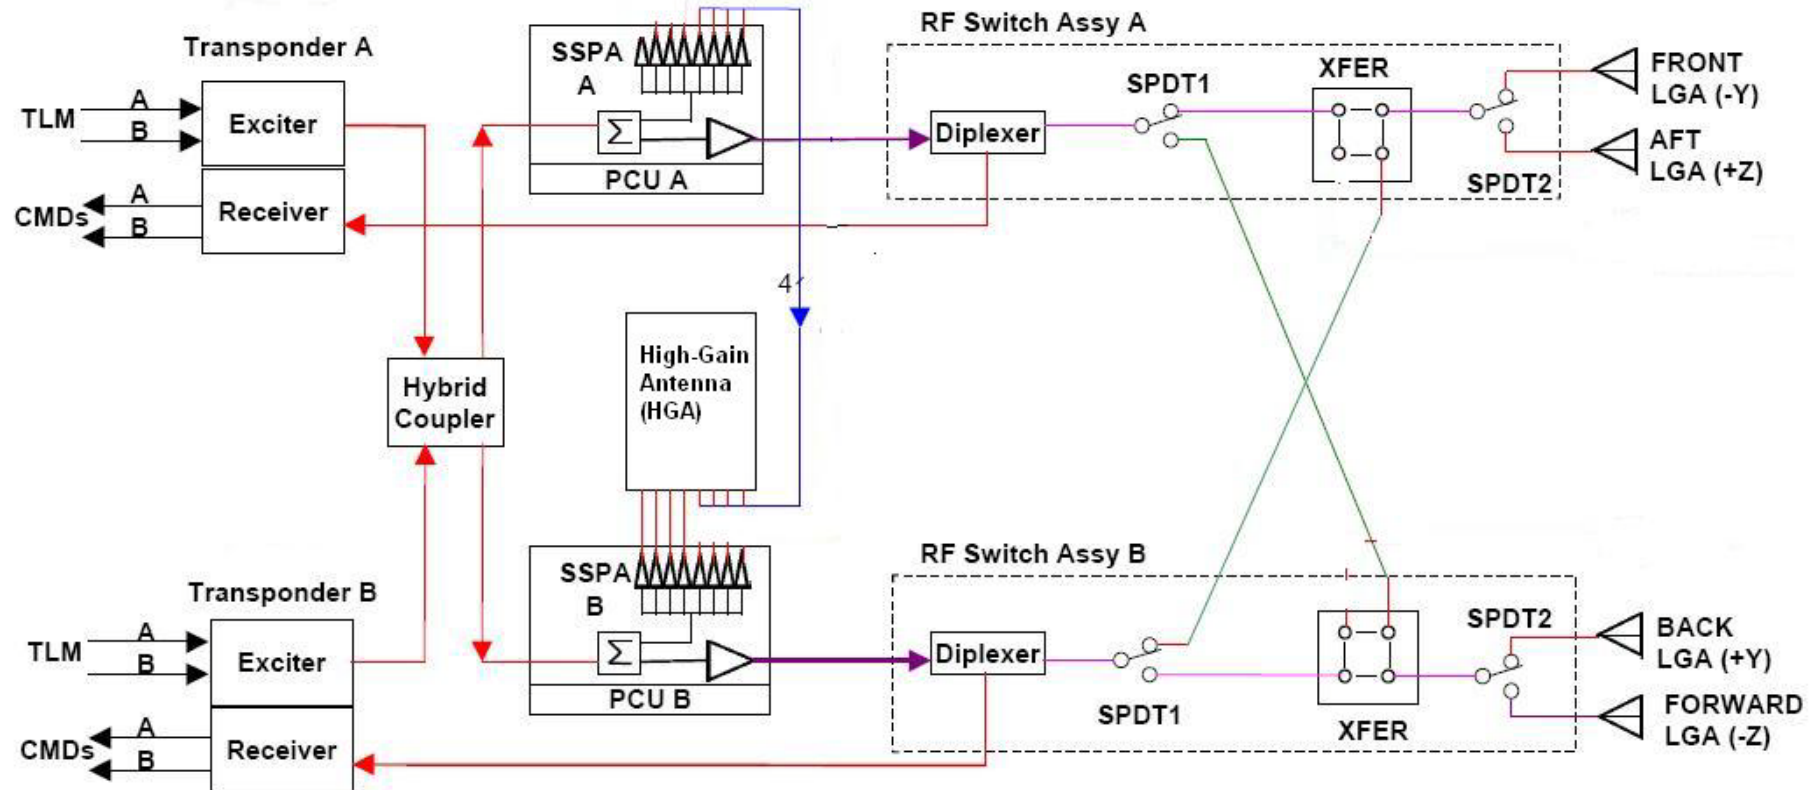 Transponder A
TLM
A
B
Exciter
CMDs
A
B
Receiver
SSPA
A
Σ
PCU A
RF Switch Assy A
Diplexer
SPDT1
XFER
SPDT2
FRONT
LGA (-Y)
AFT
LGA (+Z)
4
Hybrid
Coupler
High-Gain
Antenna
(HGA)
Transponder B
TLM
A
B
Exciter
CMDs
A
B
Receiver
SSPA
B
Σ
PCU B
RF Switch Assy B
Diplexer
SPDT1
XFER
SPDT2
BACK
LGA (+Y)
FORWARD
LGA (-Z)